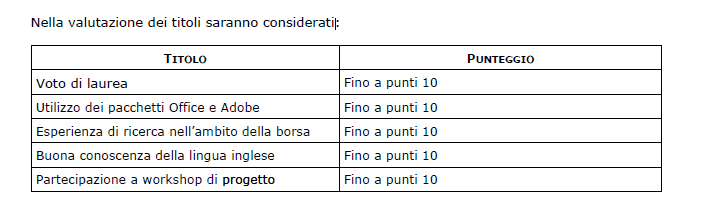 Nella valutazione dei titoli saranno considerati:
TITOLO PUNTEGGIO
Voto di laurea Fino a punti 10
Utilizzo dei pacchetti Office e Adobe Fino a punti 10
Esperienza di ricerca nell'ambito della borsa Fino a punti 10
Buona conoscenza della lingua inglese Fino a punti 10
Partecipazione a workshop di progetto Fino a punti 10